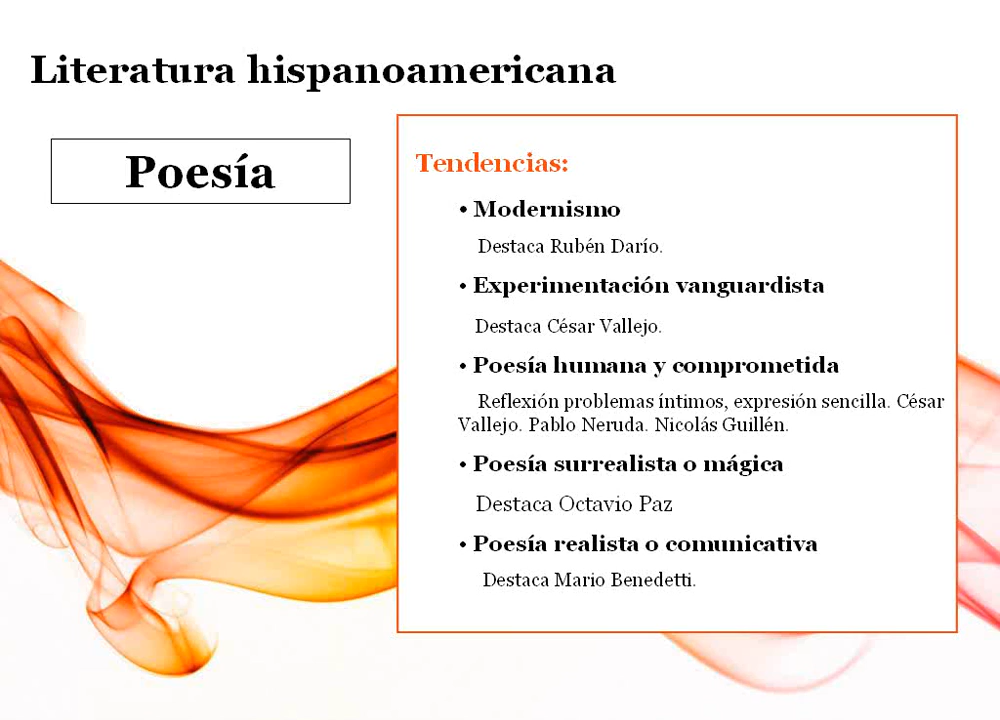 Literatura hispanoamericana
Poesía
Tendencias:
• Modernismo
Destaca Rubén Darío.
• Experimentación vanguardista
Destaca César Vallejo.
• Poesía humana y comprometida
Reflexión problemas íntimos, expresión sencilla. César
Vallejo. Pablo Neruda. Nicolás Guillén.
• Poesía surrealista o mágica
Destaca Octavio Paz
• Poesía realista o comunicativa
Destaca Mario Benedetti.